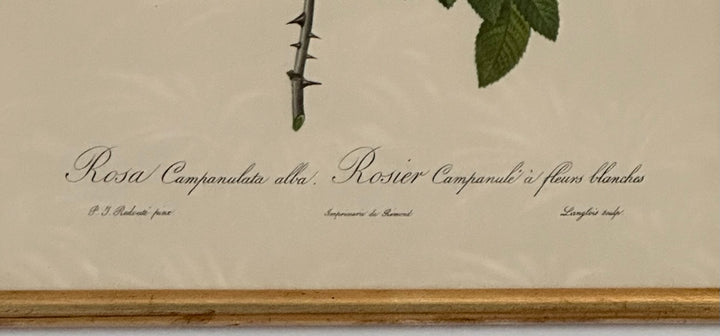 Rosa Campanulata alba. Rosier Campanulé à fleurs blanches
P. J. Redouté pinx Imprimerie de Remond Langlois sculp